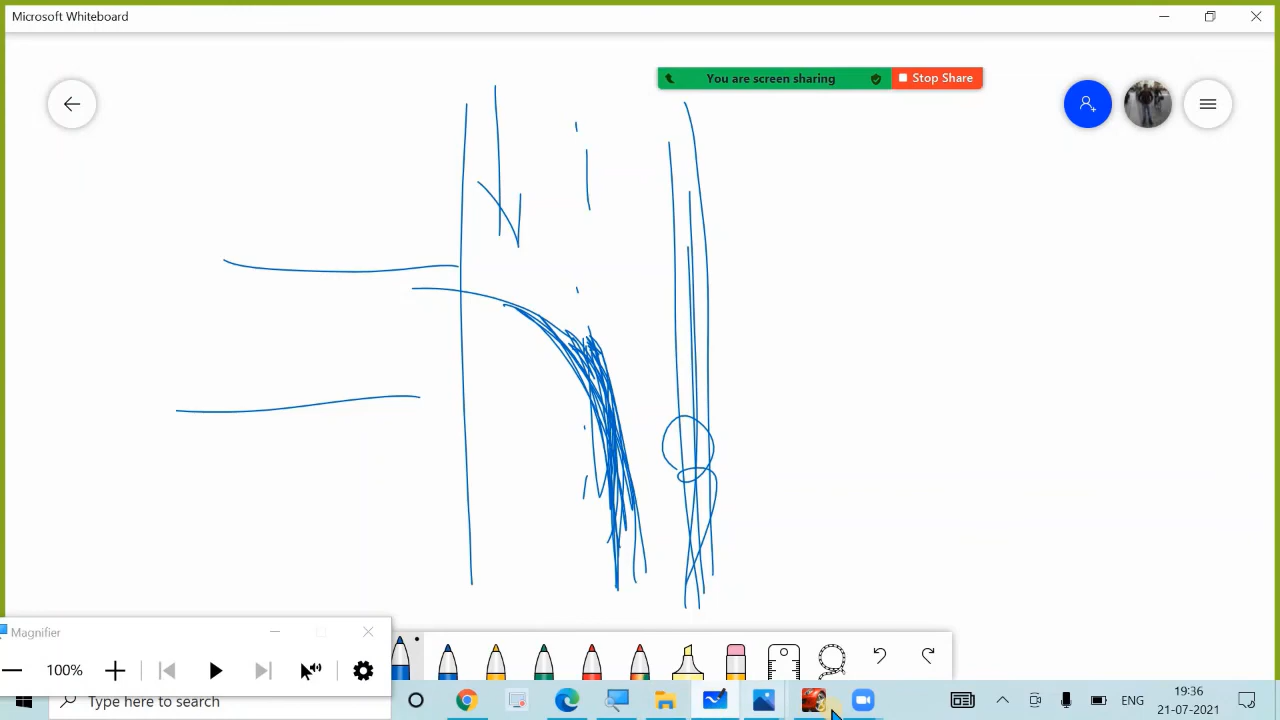 Microsoft Whiteboard
You are screen sharing
Stop Share
Magnifier
100%
Type here to search
ENG
19:36
21-07-2021